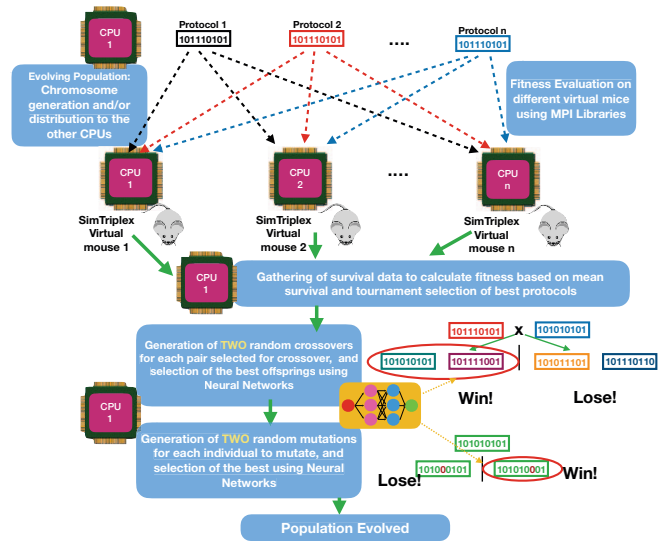 CPU
1
Protocol 1
101110101
Protocol 2
101110101
....
Protocol n
101110101
Evolving Population:
Chromosome
generation and/or
distribution to the
other CPUs
Fitness Evaluation on
different virtual mice
using MPI Libraries
CPU
1
CPU
2
....
CPU
n
SimTriplex
Virtual
mouse 1
SimTriplex
Virtual
mouse 2
SimTriplex
Virtual
mouse n
CPU
1
Gathering of survival data to calculate fitness based on mean
survival and tournament selection of best protocols
Generation of TWO random crossovers
for each pair selected for crossover, and
selection of the best offsprings using
Neural Networks
101110101
x
101010101
101010101
101111001
101011101
101110110
Win!
Lose!
CPU
1
Generation of TWO random mutations
for each individual to mutate, and
selection of the best using Neural
Networks
101010101
101000101
101010001
Lose!
Win!
Population Evolved